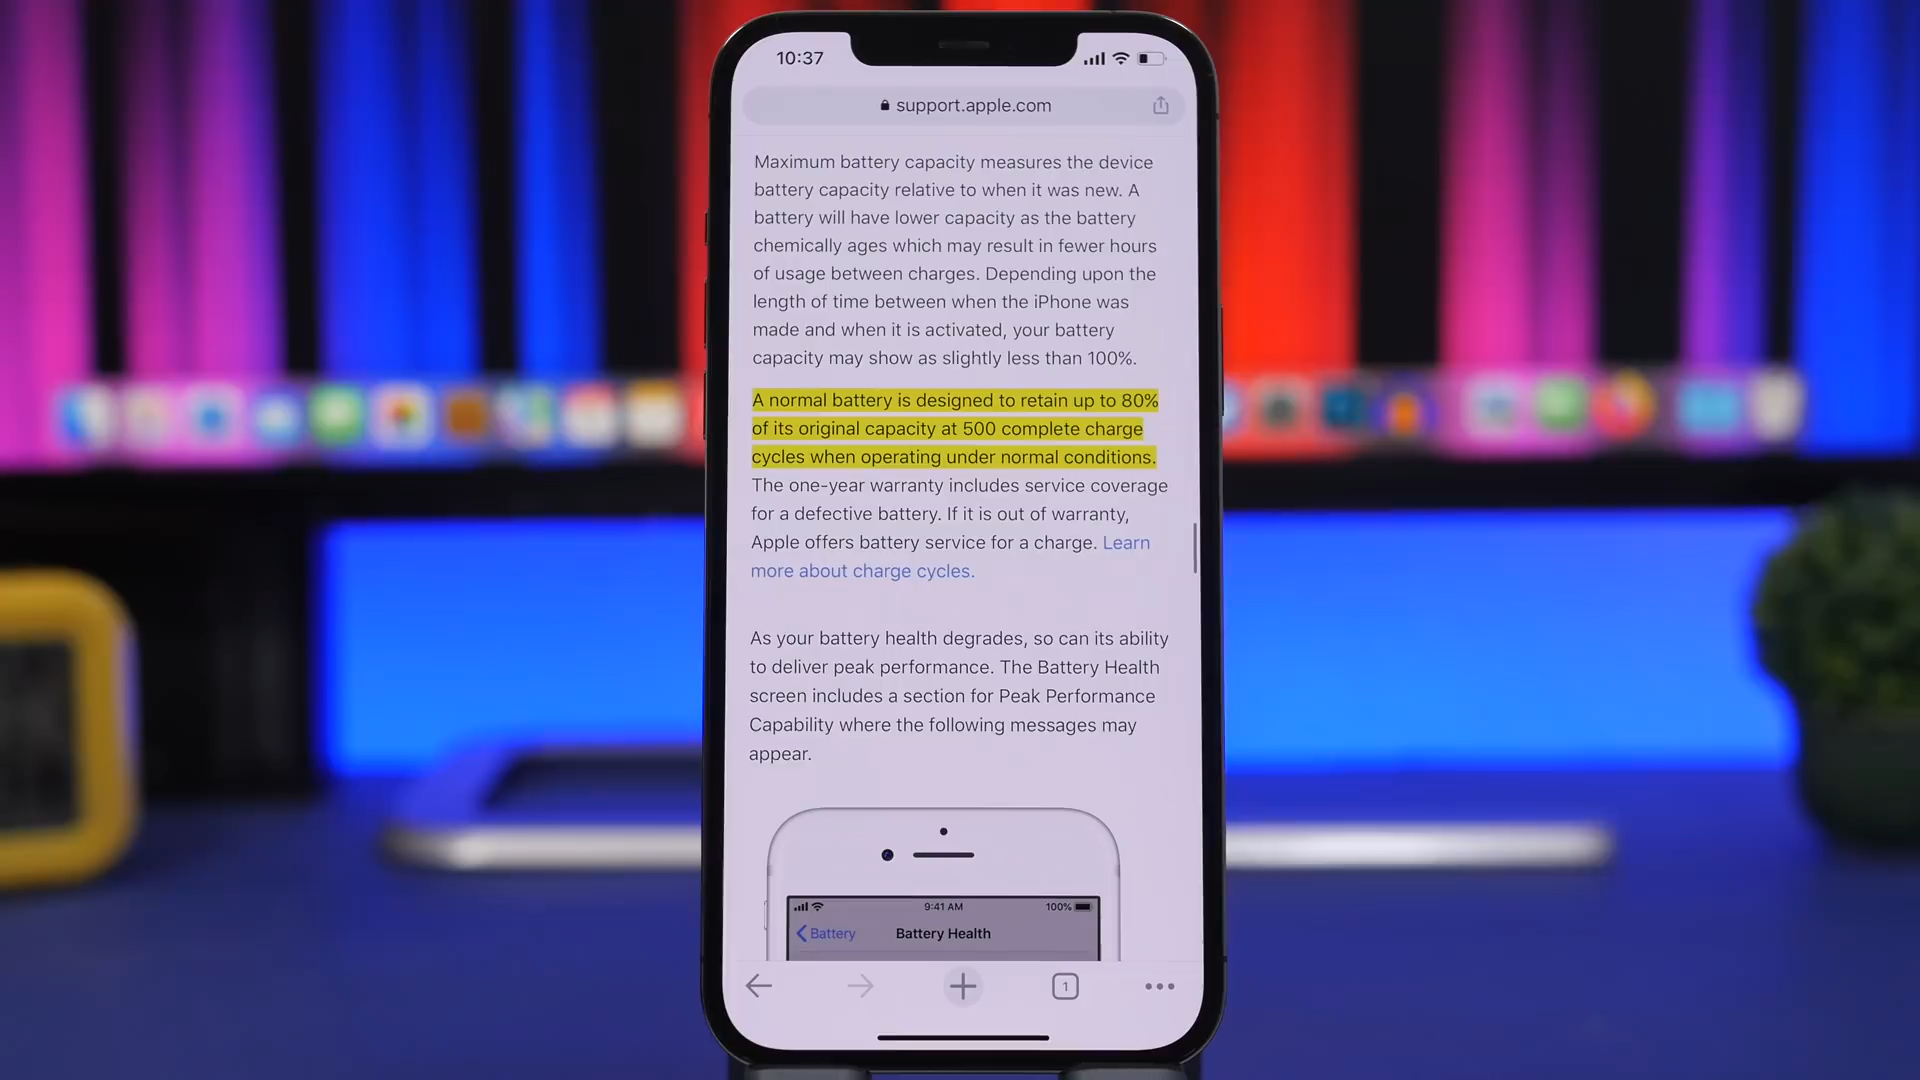 10:37
support.apple.com
Maximum battery capacity measures the device
battery capacity relative to when it was new. A
battery will have lower capacity as the battery
chemically ages which may result in fewer hours
of usage between charges. Depending upon the
length of time between when the iPhone was
made and when it is activated, your battery
capacity may show as slightly less than 100%.
A normal battery is designed to retain up to 80%
of its original capacity at 500 complete charge
cycles when operating under normal conditions.
The one-year warranty includes service coverage
for a defective battery. If it is out of warranty,
Apple offers battery service for a charge. Learn
more about charge cycles.
As your battery health degrades, so can its ability
to deliver peak performance. The Battery Health
screen includes a section for Peak Performance
Capability where the following messages may
appear.
9:41 AM 100%
Battery Battery Health
1